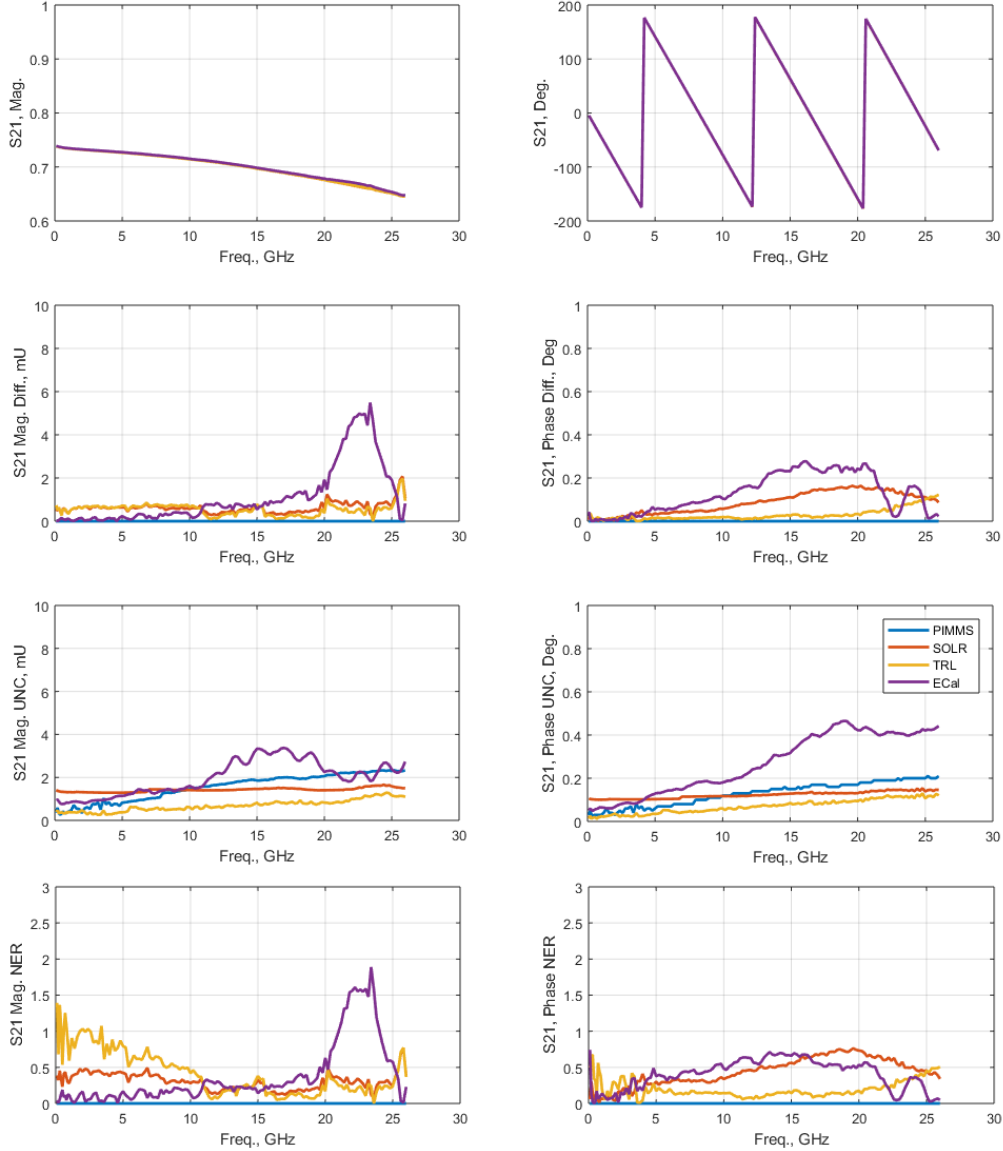 1
0.9
0.8
0.7
0.6
S21, Mag.
0 5 10 15 20 25 30
Freq., GHz
200
100
0
-100
-200
S21, Deg.
0 5 10 15 20 25 30
Freq., GHz
10
8
6
4
2
0
S21 Mag. Diff., mU
0 5 10 15 20 25 30
Freq., GHz
1
0.8
0.6
0.4
0.2
0
S21, Phase Diff., Deg
0 5 10 15 20 25 30
Freq., GHz
10
8
6
4
2
0
S21 Mag. UNC, mU
0 5 10 15 20 25 30
Freq., GHz
1
0.8
0.6
0.4
0.2
0
S21, Phase UNC, Deg.
PIMMS
SOLR
TRL
ECal
0 5 10 15 20 25 30
Freq., GHz
3
2.5
2
1.5
1
0.5
0
S21 Mag. NER
0 5 10 15 20 25 30
Freq., GHz
3
2.5
2
1.5
1
0.5
0
S21, Phase NER
0 5 10 15 20 25 30
Freq., GHz